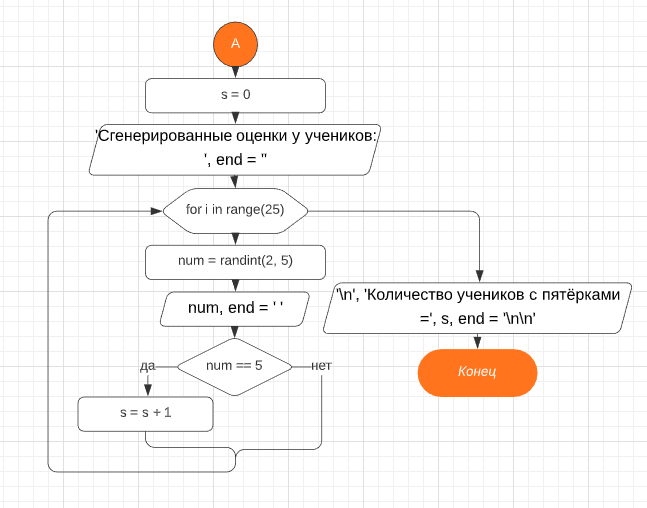 A
s = 0
'Сгенерированные оценки у учеников:
', end = ''
for i in range(25)
num = randint(2, 5)
num, end = ' '
num == 5
да
нет
s = s + 1
'\n', 'Количество учеников с пятёрками
=', s, end = '\n\n'
Конец